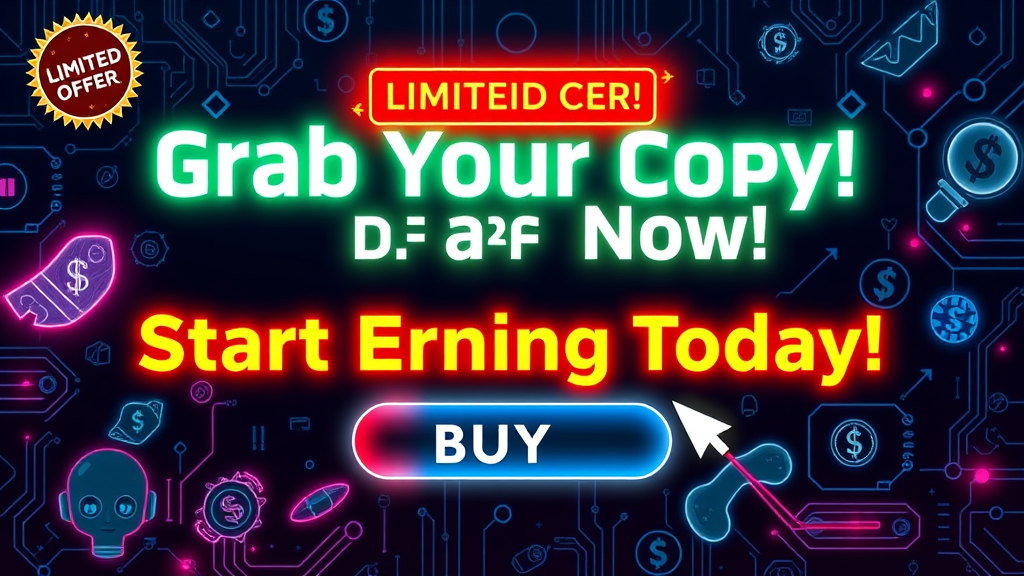 LIMITED
OFFER
LIMITEID CER!
Grab Your Copy!
Now!
Start Erning Today!
BUY